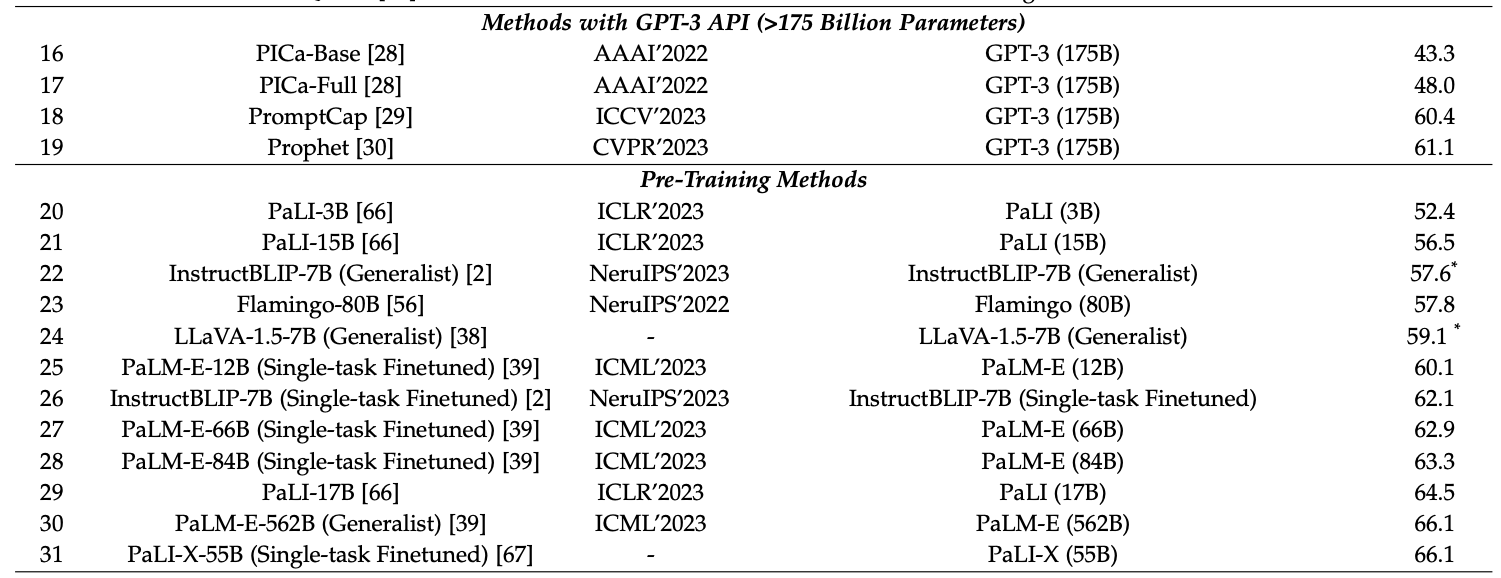 Methods with GPT-3 API (>175 Billion Parameters)
16 PICa-Base [28] AAAI’2022 GPT-3 (175B) 43.3
17 PICa-Full [28] AAAI’2022 GPT-3 (175B) 48.0
18 PromptCap [29] ICCV’2023 GPT-3 (175B) 60.4
19 Prophet [30] CVPR’2023 GPT-3 (175B) 61.1
Pre-Training Methods
20 PaLI-3B [66] ICLR’2023 PaLI (3B) 52.4
21 PaLI-15B [66] ICLR’2023 PaLI (15B) 56.5
22 InstructBLIP-7B (Generalist) [2] NeruIPS’2023 InstructBLIP-7B (Generalist) 57.6*
23 Flamingo-80B [56] NeruIPS’2022 Flamingo (80B) 57.8
24 LLaVA-1.5-7B (Generalist) [38] - LLaVA-1.5-7B (Generalist) 59.1 *
25 PaLM-E-12B (Single-task Finetuned) [39] ICML’2023 PaLM-E (12B) 60.1
26 InstructBLIP-7B (Single-task Finetuned) [2] NeruIPS’2023 InstructBLIP-7B (Single-task Finetuned) 62.1
27 PaLM-E-66B (Single-task Finetuned) [39] ICML’2023 PaLM-E (66B) 62.9
28 PaLM-E-84B (Single-task Finetuned) [39] ICML’2023 PaLM-E (84B) 63.3
29 PaLI-17B [66] ICLR’2023 PaLI (17B) 64.5
30 PaLM-E-562B (Generalist) [39] ICML’2023 PaLM-E (562B) 66.1
31 PaLI-X-55B (Single-task Finetuned) [67] - PaLI-X (55B) 66.1